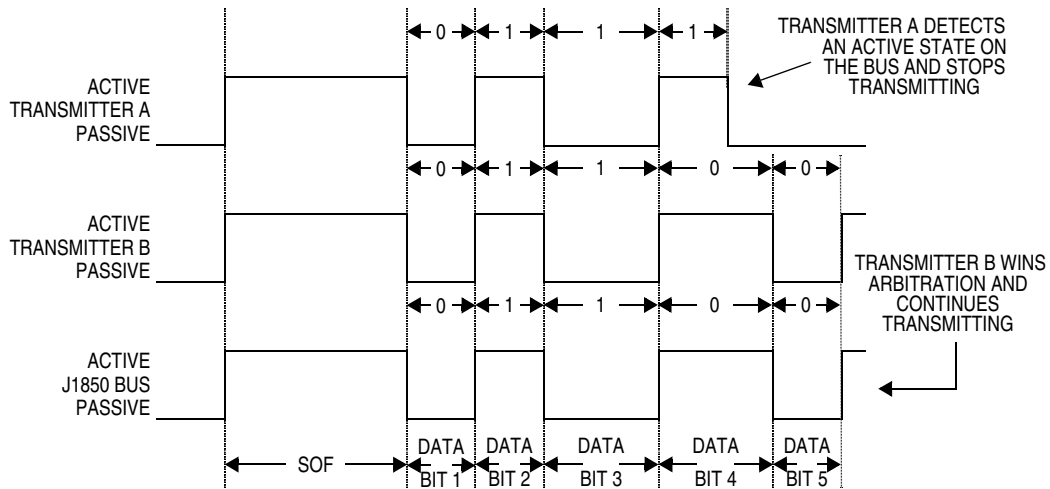 0 1 1 1
TRANSMITTER A DETECTS
AN ACTIVE STATE ON
THE BUS AND STOPS
TRANSMITTING
ACTIVE
TRANSMITTER A
PASSIVE
0 1 1 0 0
ACTIVE
TRANSMITTER B
PASSIVE
TRANSMITTER B WINS
ARBITRATION AND
CONTINUES
TRANSMITTING
0 1 1 0 0
ACTIVE
J1850 BUS
PASSIVE
SOF
DATA
BIT 1
DATA
BIT 2
DATA
BIT 3
DATA
BIT 4
DATA
BIT 5